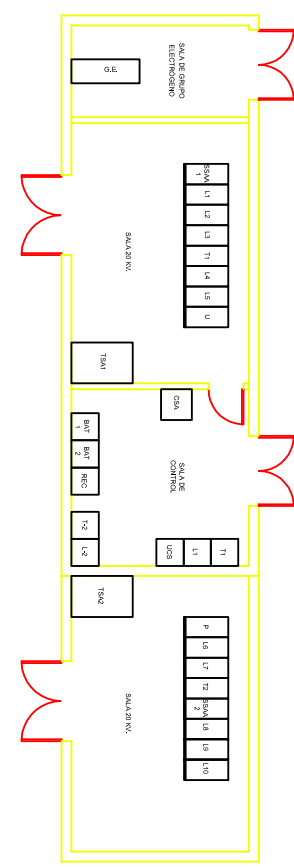 SALA DE GRUPO
ELECTRÓGENO
G.E.
SSAA
1
L1
L2
L3
T1
L4
L5
U
SALA 20 KV.
TSA1
CSA
BAT
1
BAT
2
REC
SALA DE
CONTROL
T-2
L-2
UCS
L1
T1
TSA2
P
L6
L7
T2
SSAA
2
L8
L9
L10
SALA 20 KV.